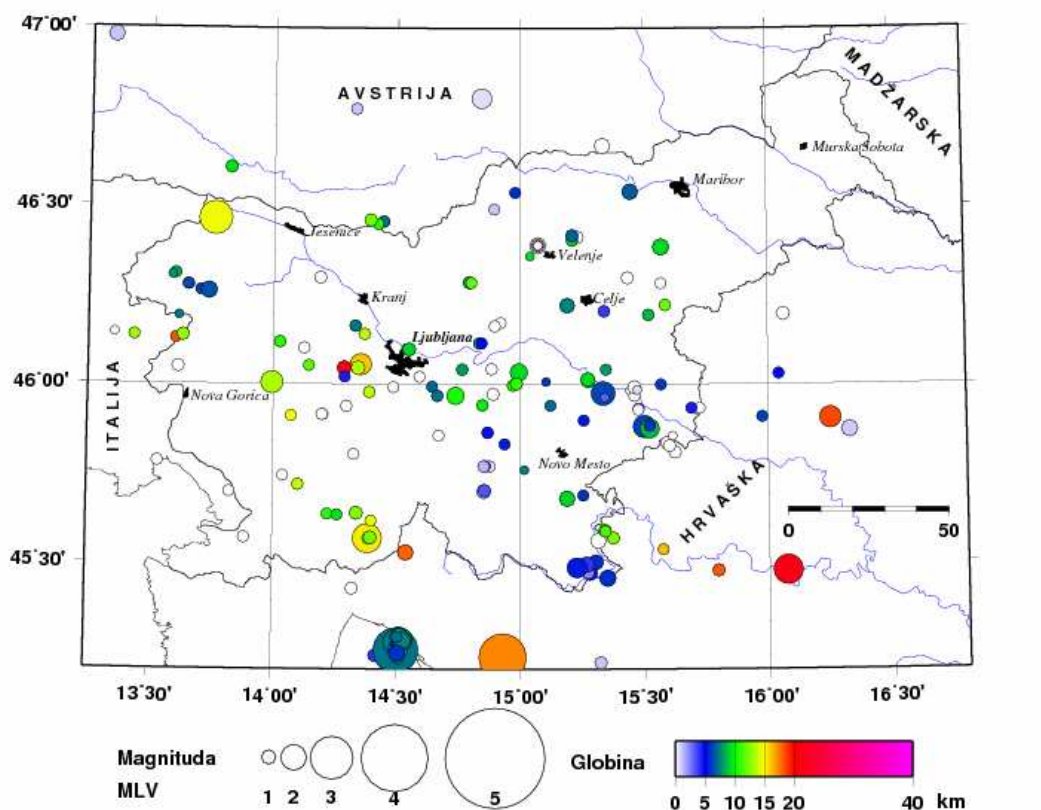 47°00'
AVSTRIJA
MADŽARSKA
Murska Sobota
Maribor
46°30'
Jesenice
Velenje
Kranj
Celje
Ljubljana
46°00'
ITALIJA
Nova Gorica
Novo Mesto
HRVAŠKA
0 50
45°30'
13°30' 14°00' 14°30' 15°00' 15°30' 16°00' 16°30'
Magnituda
MLV
1 2 3 4 5
Globina
0 5 10 15 20 40 km